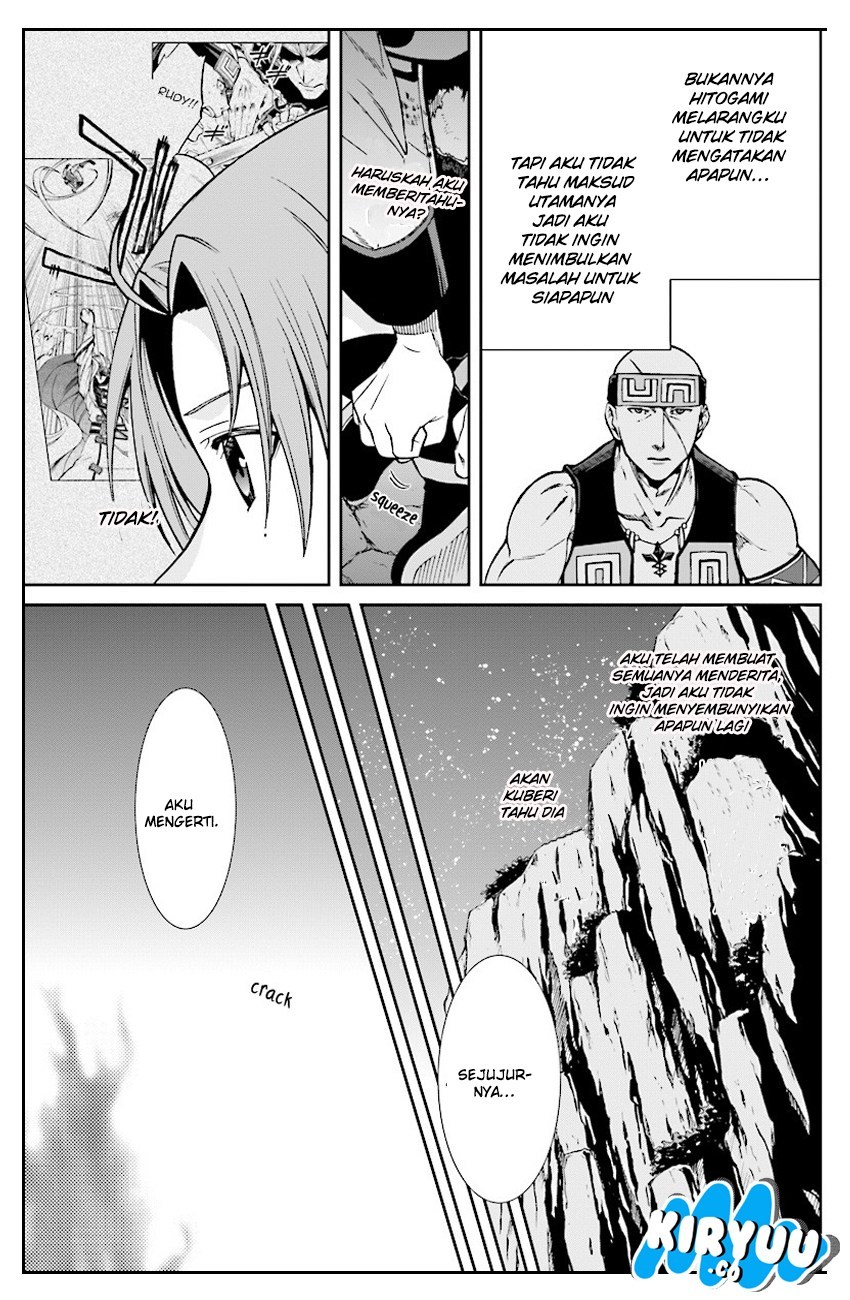 BUKANNYA
HITOGAMI
MELARANGKU
UNTUK TIDAK
MENGATAKAN
APAPUN...
TAPI AKU TIDAK
TAHU MAKSUD
UTAMANYA
JADI AKU
TIDAK INGIN
MENIMBULKAN
MASALAH UNTUK
SIAPAPUN
HARUSKAH AKU
MEMBERITAHU-
NYA?
squeeze
RUDY!!
TIDAK!
AKU TELAH MEMBUAT
SEMUANYA MENDERITA,
JADI AKU TIDAK
INGIN MENYEMBUNYIKAN
APAPUN LAGI
AKAN
KUBERI
TAHU DIA
SEJUJUR-
NYA...
AKU
MENGERTI.
crack
KIRYUU
.CO